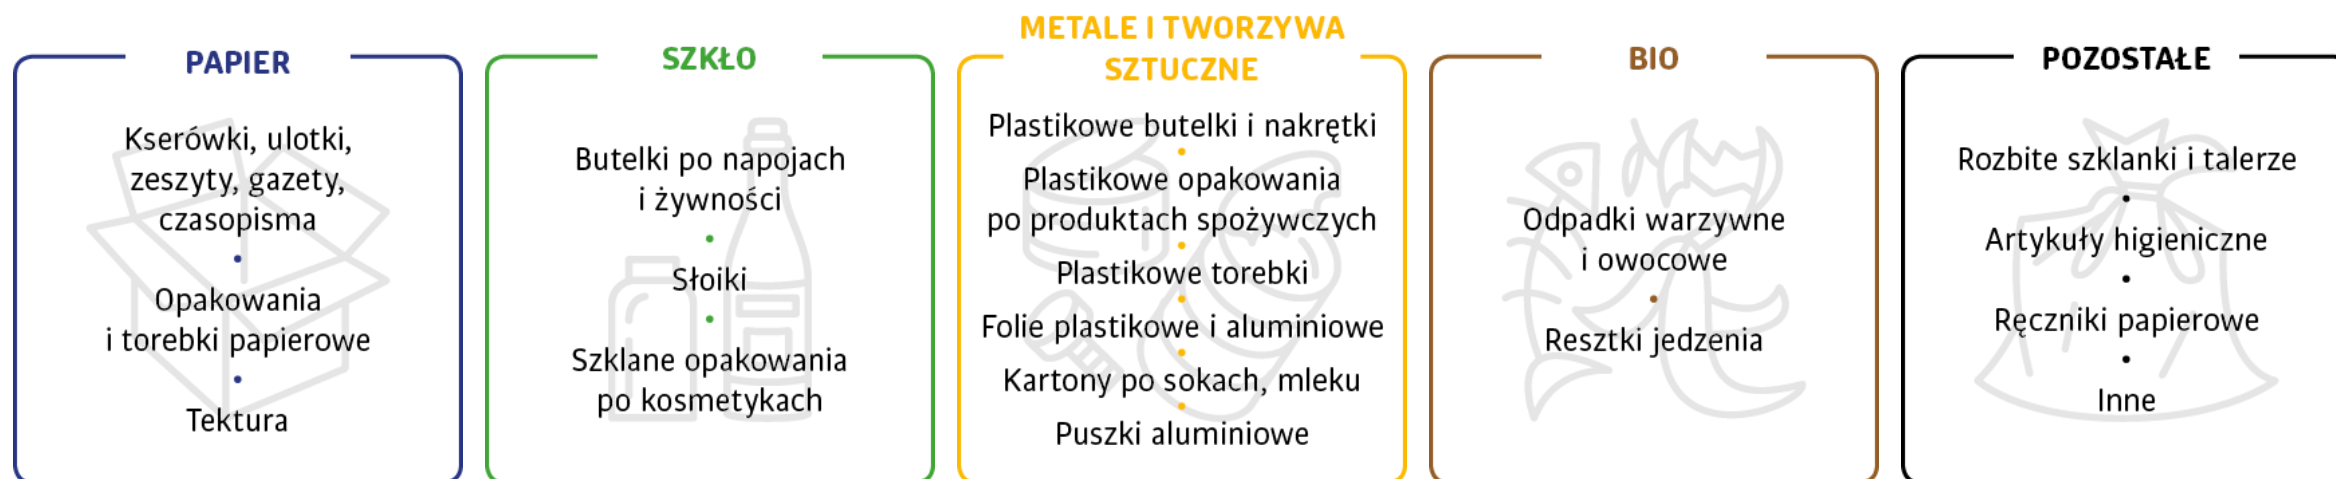 PAPIER
Kserówki, ulotki,
zeszyty, gazety,
czasopisma
•
Opakowania
i torebki papierowe
•
Tektura
SZKŁO
Butelki po napojach
i żywności
•
Słoiki
•
Szklane opakowania
po kosmetykach
METALE I TWORZYWA
SZTUCZNE
Plastikowe butelki i nakrętki
•
Plastikowe opakowania
po produktach spożywczych
•
Plastikowe torebki
•
Folie plastikowe i aluminiowe
•
Kartony po sokach, mleku
•
Puszki aluminiowe
BIO
Odpadki warzywne
i owocowe
•
Resztki jedzenia
POZOSTAŁE
Rozbite szklanki i talerze
•
Artykuły higieniczne
•
Ręczniki papierowe
•
Inne